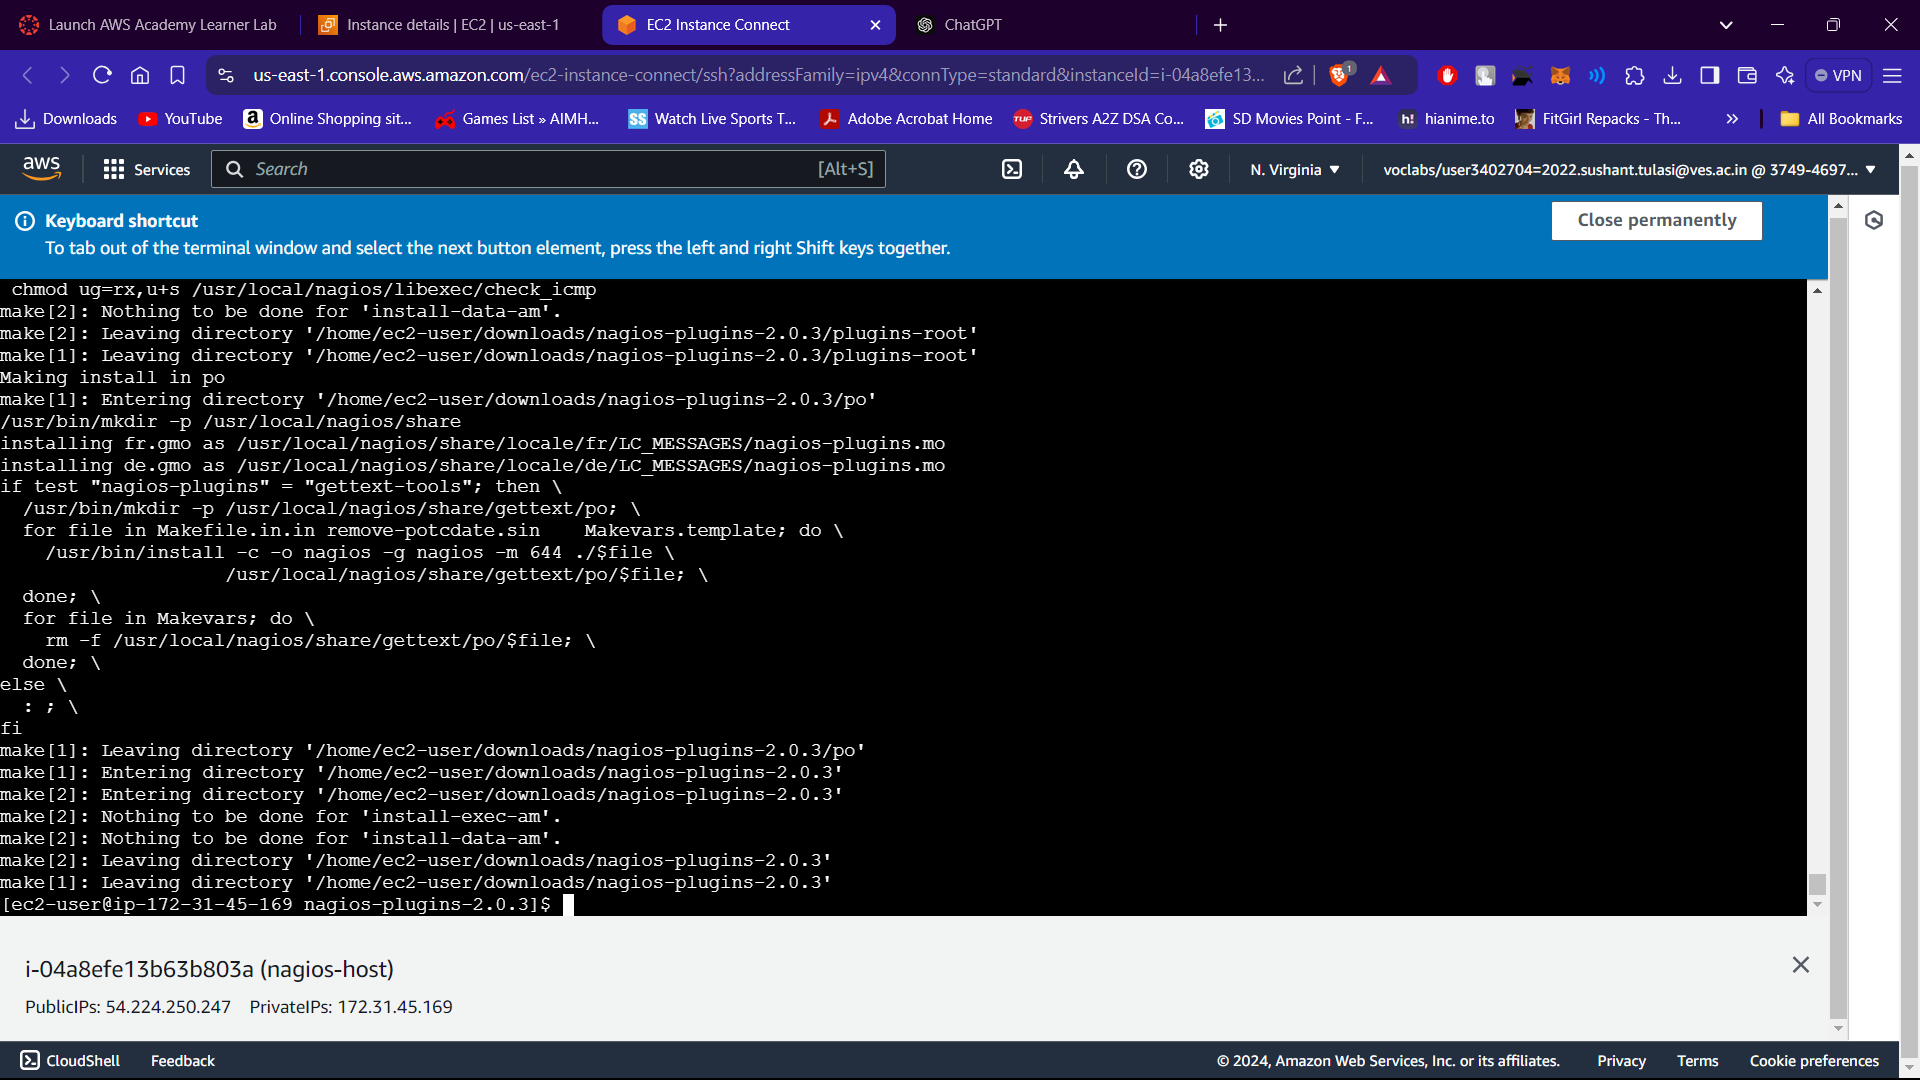 Launch AWS Academy Learner Lab
Instance details | EC2 | us-east-1
EC2 Instance Connect
ChatGPT
us-east-1.console.aws.amazon.com/ec2-instance-connect/ssh?addressFamily=ipv4&connType=standard&instanceId=i-04a8efe13...
1
VPN
Downloads
YouTube
Online Shopping sit...
Games List » AIMH...
Watch Live Sports T...
Adobe Acrobat Home
Strivers A2Z DSA Co...
SD Movies Point - F...
hianime.to
FitGirl Repacks - Th...
All Bookmarks
aws
Services
Search
[Alt+S]
N. Virginia
voclabs/user3402704=2022.sushant.tulasi@ves.ac.in @ 3749-4697...
Keyboard shortcut
To tab out of the terminal window and select the next button element, press the left and right Shift keys together.
Close permanently
 chmod ug=rx,u+s /usr/local/nagios/libexec/check_icmp
make[2]: Nothing to be done for 'install-data-am'.
make[2]: Leaving directory '/home/ec2-user/downloads/nagios-plugins-2.0.3/plugins-root'
make[1]: Leaving directory '/home/ec2-user/downloads/nagios-plugins-2.0.3/plugins-root'
Making install in po
make[1]: Entering directory '/home/ec2-user/downloads/nagios-plugins-2.0.3/po'
/usr/bin/mkdir -p /usr/local/nagios/share
installing fr.gmo as /usr/local/nagios/share/locale/fr/LC_MESSAGES/nagios-plugins.mo
installing de.gmo as /usr/local/nagios/share/locale/de/LC_MESSAGES/nagios-plugins.mo
if test "nagios-plugins" = "gettext-tools"; then \
  /usr/bin/mkdir -p /usr/local/nagios/share/gettext/po; \
  for file in Makefile.in.in remove-potcdate.sin    Makevars.template; do \
    /usr/bin/install -c -o nagios -g nagios -m 644 ./$file \
                    /usr/local/nagios/share/gettext/po/$file; \
  done; \
  for file in Makevars; do \
    rm -f /usr/local/nagios/share/gettext/po/$file; \
  done; \
else \
  : ; \
fi
make[1]: Leaving directory '/home/ec2-user/downloads/nagios-plugins-2.0.3/po'
make[1]: Entering directory '/home/ec2-user/downloads/nagios-plugins-2.0.3'
make[2]: Entering directory '/home/ec2-user/downloads/nagios-plugins-2.0.3'
make[2]: Nothing to be done for 'install-exec-am'.
make[2]: Nothing to be done for 'install-data-am'.
make[2]: Leaving directory '/home/ec2-user/downloads/nagios-plugins-2.0.3'
make[1]: Leaving directory '/home/ec2-user/downloads/nagios-plugins-2.0.3'
[ec2-user@ip-172-31-45-169 nagios-plugins-2.0.3]$
i-04a8efe13b63b803a (nagios-host)
PublicIPs: 54.224.250.247 PrivateIPs: 172.31.45.169
CloudShell
Feedback
© 2024, Amazon Web Services, Inc. or its affiliates.
Privacy
Terms
Cookie preferences